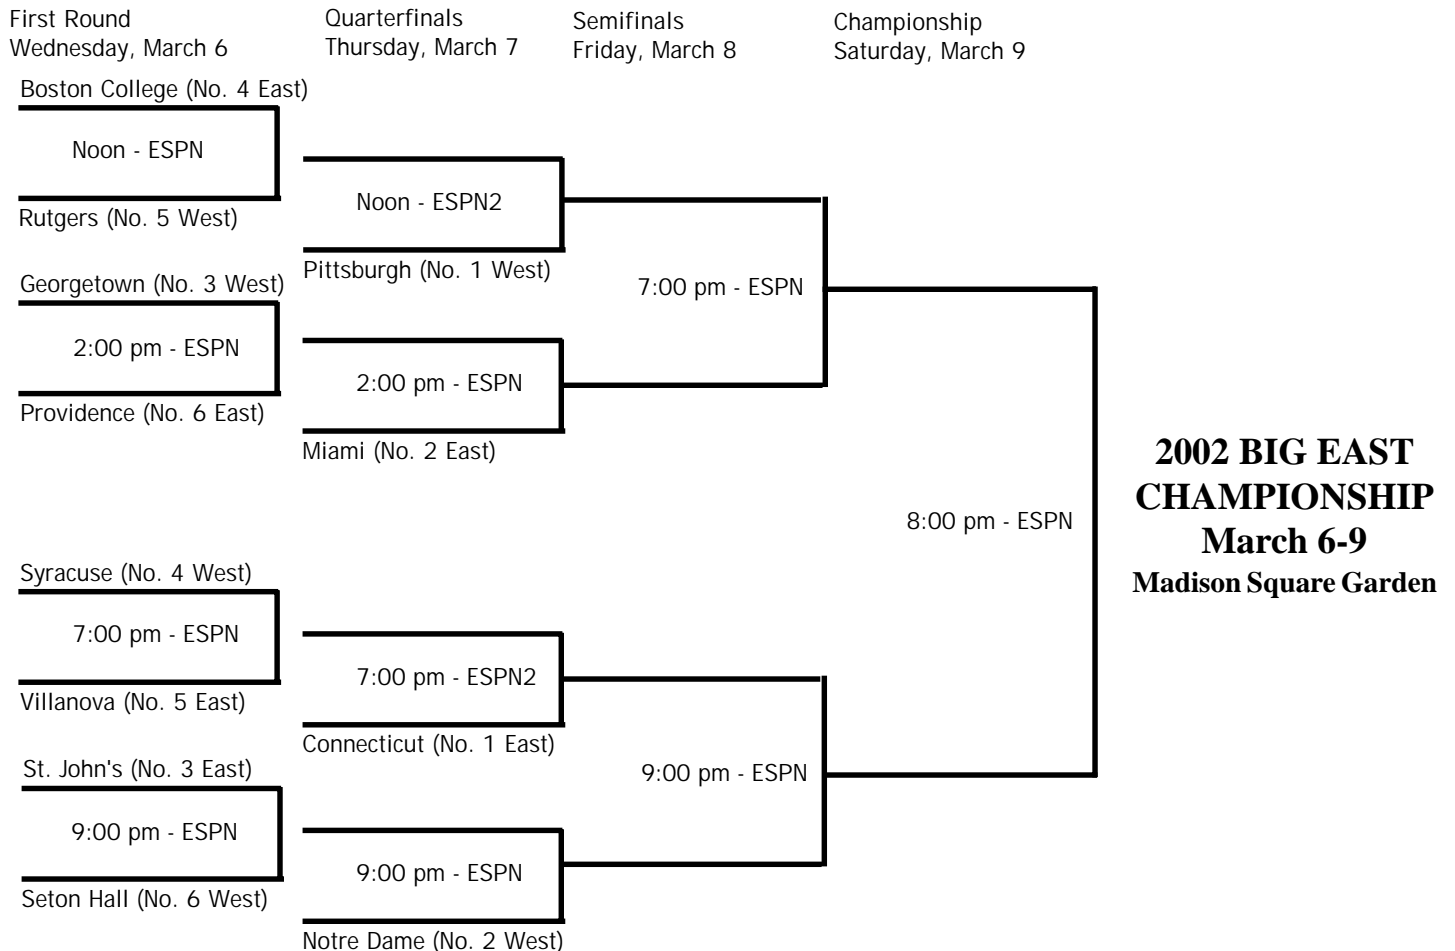 First Round
Wednesday, March 6
Quarterfinals
Thursday, March 7
Semifinals
Friday, March 8
Championship
Saturday, March 9
Boston College (No. 4 East)
Noon - ESPN
Rutgers (No. 5 West)
Georgetown (No. 3 West)
2:00 pm - ESPN
Providence (No. 6 East)
Syracuse (No. 4 West)
7:00 pm - ESPN
Villanova (No. 5 East)
St. John's (No. 3 East)
9:00 pm - ESPN
Seton Hall (No. 6 West)
Noon - ESPN2
Pittsburgh (No. 1 West)
2:00 pm - ESPN
Miami (No. 2 East)
7:00 pm - ESPN2
Connecticut (No. 1 East)
9:00 pm - ESPN
Notre Dame (No. 2 West)
7:00 pm - ESPN
9:00 pm - ESPN
8:00 pm - ESPN
2002 BIG EAST
CHAMPIONSHIP
March 6-9
Madison Square Garden